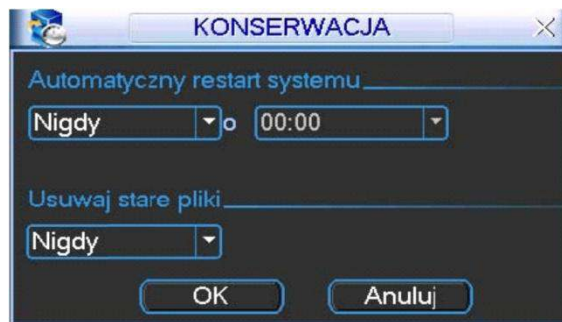 KONSERWACJA
Automatyczny restart systemu
Nigdy o 00:00
Usuwaj stare pliki
Nigdy
OK Anuluj